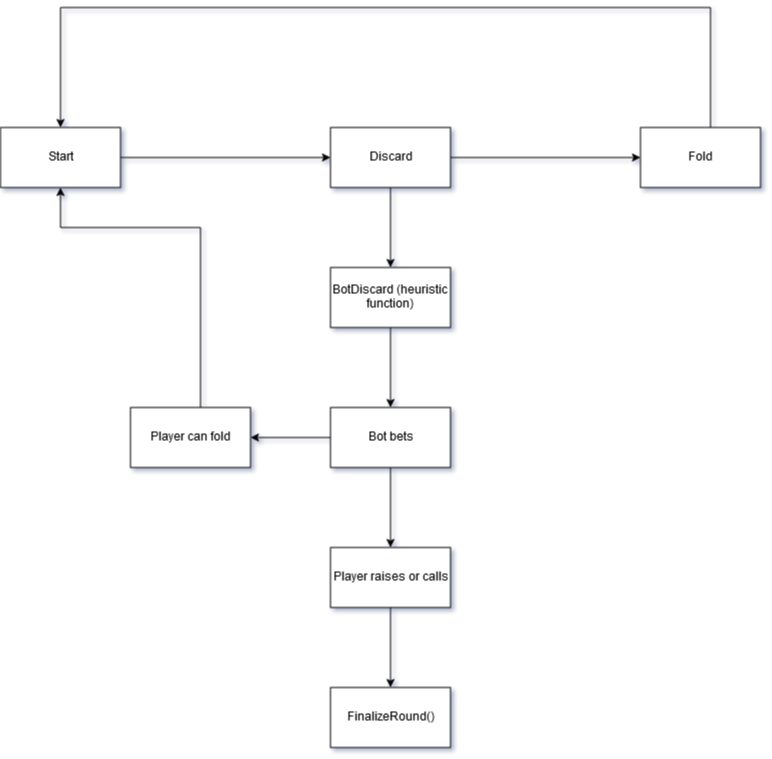 Start
Discard
Fold
BotDiscard (heuristic
function)
Player can fold
Bot bets
Player raises or calls
FinalizeRound()